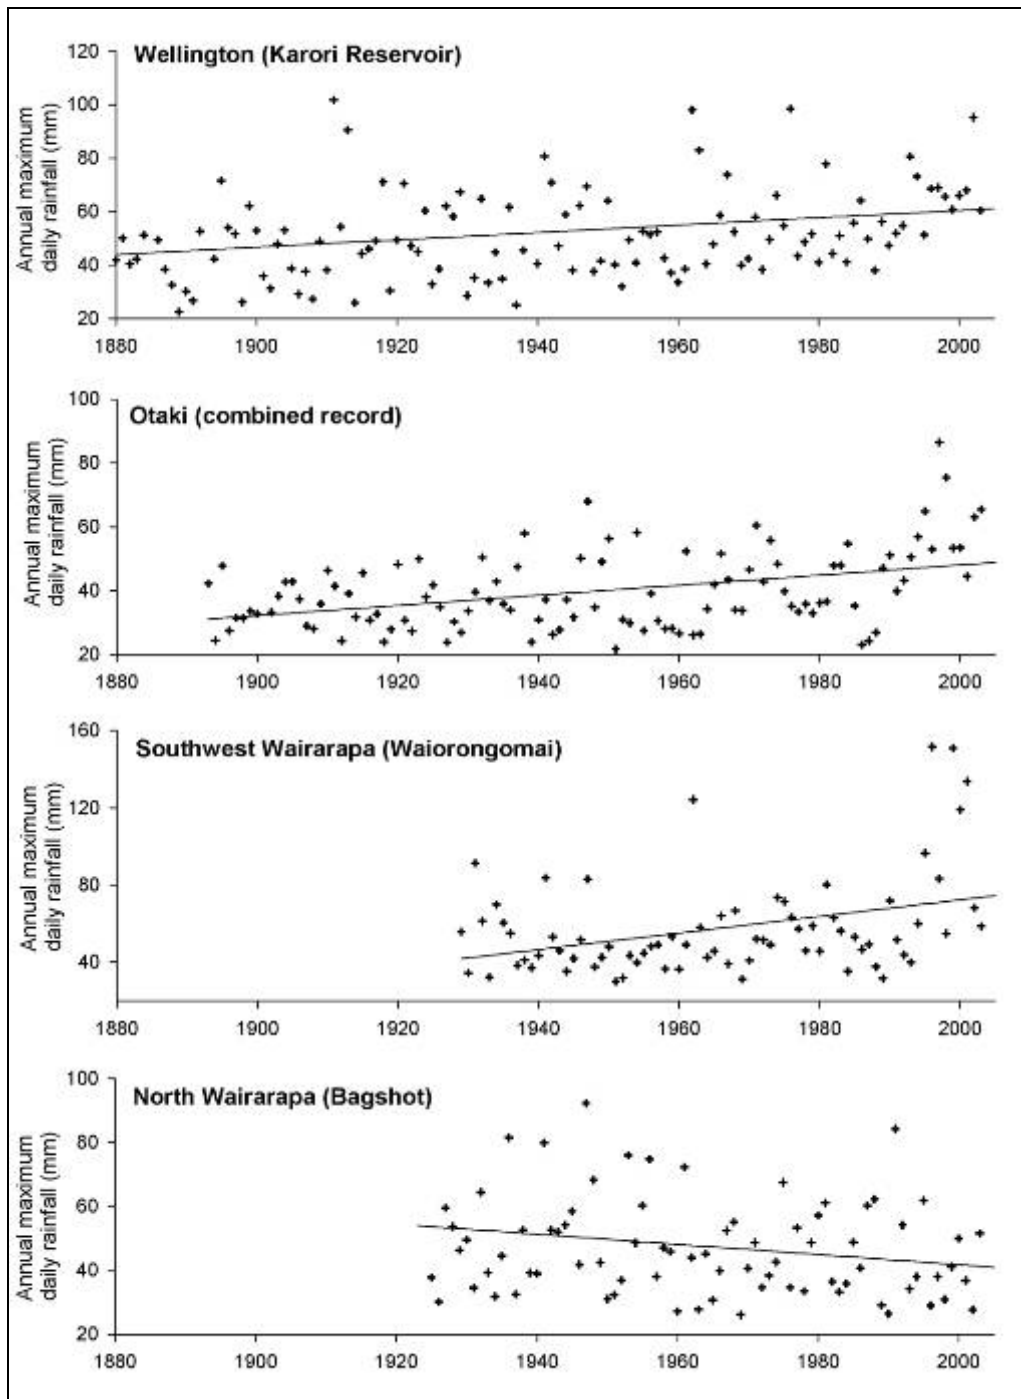 Wellington (Karori Reservoir)
Annual maximum
daily rainfall (mm)
120
100
80
60
40
20
1880 1900 1920 1940 1960 1980 2000
Otaki (combined record)
Annual maximum
daily rainfall (mm)
100
80
60
40
20
1880 1900 1920 1940 1960 1980 2000
Southwest Wairarapa (Waiorongomai)
Annual maximum
daily rainfall (mm)
160
120
80
40
1880 1900 1920 1940 1960 1980 2000
North Wairarapa (Bagshot)
Annual maximum
daily rainfall (mm)
100
80
60
40
20
1880 1900 1920 1940 1960 1980 2000